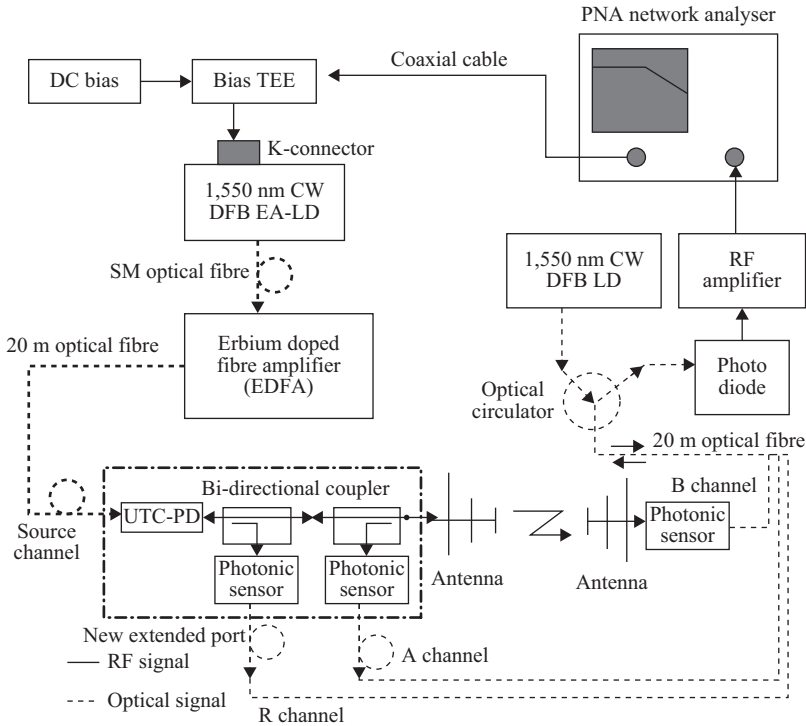 PNA network analyser
DC bias
Bias TEE
Coaxial cable
K-connector
1,550 nm CW
DFB EA-LD
SM optical fibre
1,550 nm CW
DFB LD
RF
amplifier
20 m optical fibre
Erbium doped
fibre amplifier
(EDFA)
Optical
circulator
Photo
diode
20 m optical fibre
Bi-directional coupler
B channel
UTC-PD
Source
channel
Photonic
sensor
Photonic
sensor
Antenna
Antenna
Photonic
sensor
New extended port
RF signal
A channel
Optical signal
R channel